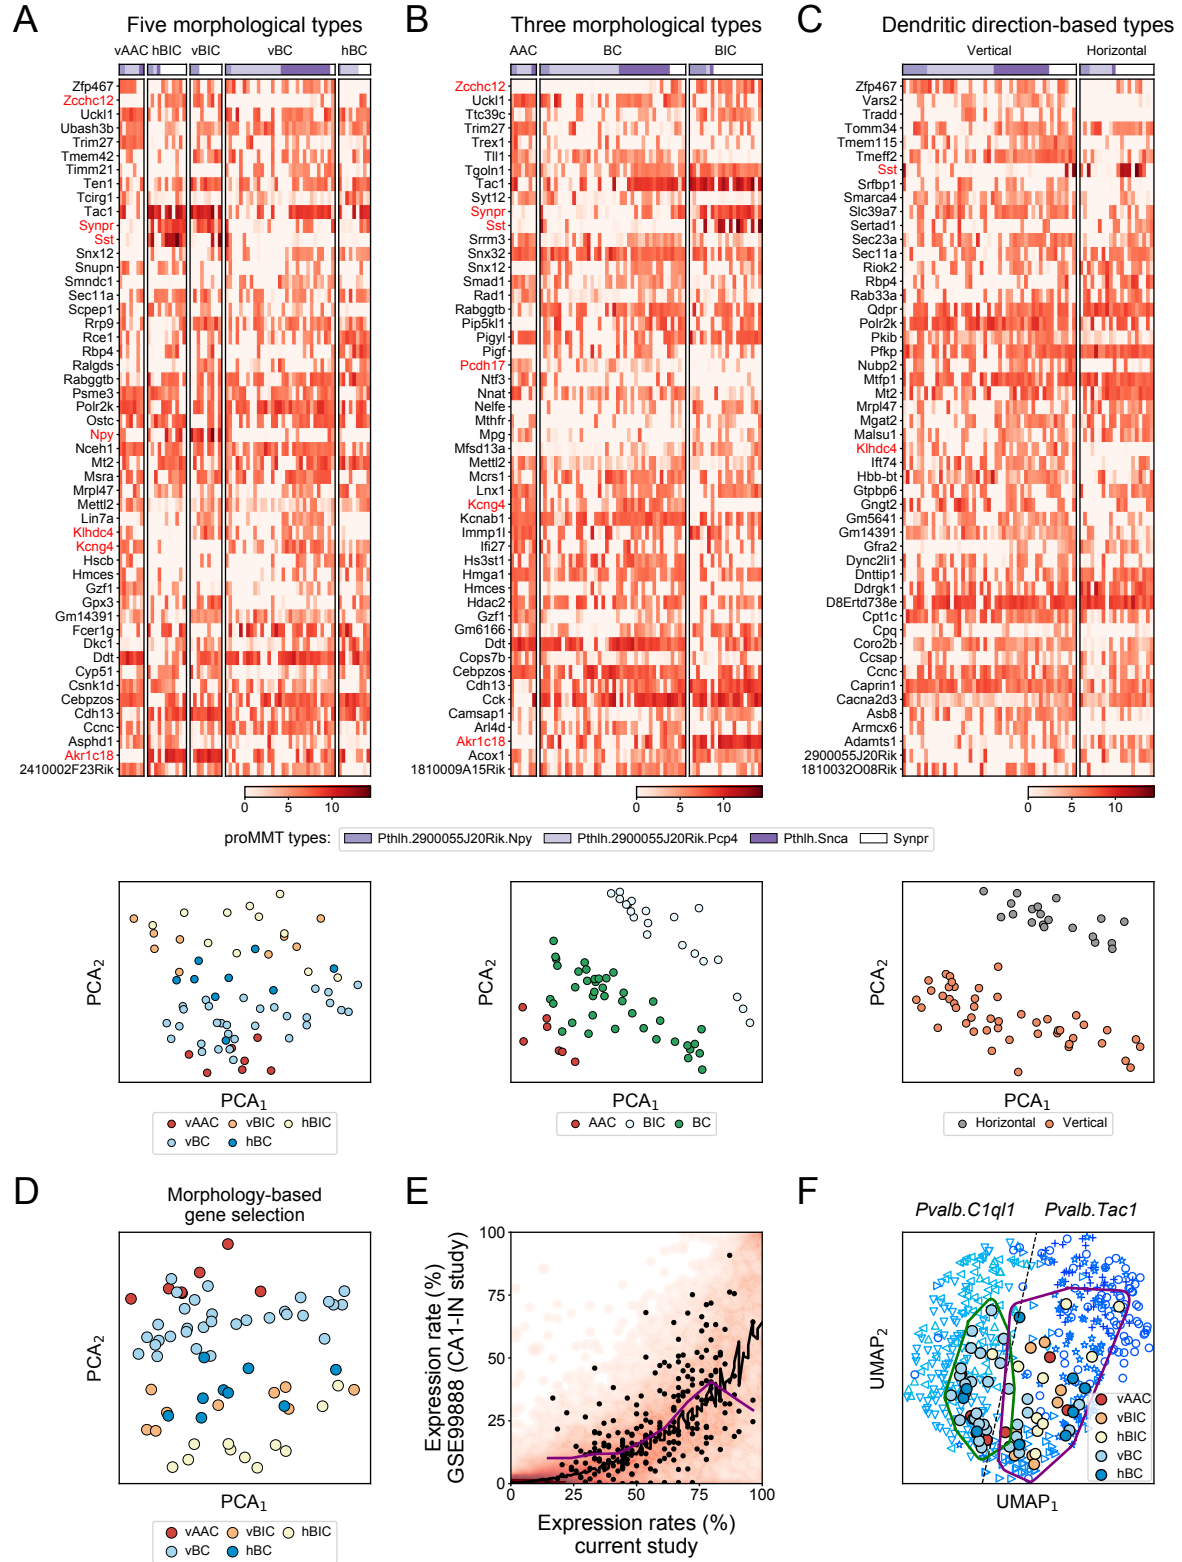 A
Five morphological types
vAAC hBIC vBIC vBC hBC
Zfp467
Zcchc12
Uckl1
Ubash3b
Trim27
Tmem42
Timm21
Ten1
Tcirg1
Tac1
Synpr
Sst
Snx12
Snupn
Smndc1
Sec11a
Scpep1
Rrp9
Rce1
Rbp4
Ralgds
Rabggtb
Psme3
Polr2k
Ostc
Npy
Nceh1
Mt2
Msra
Mrpl47
Mettl2
Lin7a
Klhdc4
Kcng4
Hscb
Hmces
Gzf1
Gpx3
Gm14391
Fcer1g
Dkc1
Ddt
Cyp51
Csnk1d
Cebpzos
Cdh13
Ccnc
Asphd1
Akr1c18
2410002F23Rik
0 5 10
B
Three morphological types
AAC BC BIC
Zcchc12
Uckl1
Ttc39c
Trim27
Trex1
Tll1
Tgoln1
Tac1
Syt12
Synpr
Sst
Srrm3
Snx32
Snx12
Smad1
Rad1
Rabggtb
Pip5kl1
Pigyl
Pigf
Pcdh17
Ntf3
Nnat
Nelfe
Mthfr
Mpg
Mfsd13a
Mettl2
Mcrs1
Lnx1
Kcng4
Kcnab1
Immp1l
Ifi27
Hs3st1
Hmga1
Hmces
Hdac2
Gzf1
Gm6166
Ddt
Cops7b
Cebpzos
Cdh13
Cck
Camsap1
Arl4d
Akr1c18
Acox1
1810009A15Rik
0 5 10
C
Dendritic direction-based types
Vertical Horizontal
Zfp467
Vars2
Tradd
Tomm34
Tmem115
Tmeff2
Sst
Srfbp1
Smarca4
Slc39a7
Sertad1
Sec23a
Sec11a
Riok2
Rbp4
Rab33a
Qdpr
Polr2k
Pkib
Pfkp
Nubp2
Mtfp1
Mt2
Mrpl47
Mgat2
Malsu1
Klhdc4
Ift74
Hbb-bt
Gtpbp6
Gngt2
Gm5641
Gm14391
Gfra2
Dync2li1
Dnttip1
Ddrgk1
D8Ertd738e
Cpt1c
Cpq
Coro2b
Ccsap
Ccnc
Caprin1
Cacna2d3
Asb8
Armcx6
Adamts1
2900055J20Rik
1810032O08Rik
0 5 10
proMMT types: Pthlh.2900055J20Rik.Npy Pthlh.2900055J20Rik.Pcp4 Pthlh.Snca Synpr
PCA2
PCA1
vAAC vBIC hBIC
vBC hBC
PCA2
PCA1
AAC BIC BC
PCA2
PCA1
Horizontal Vertical
D
Morphology-based
gene selection
PCA2
PCA1
vAAC vBIC hBIC
vBC hBC
E
Expression rate (%)
GSE99888 (CA1-IN study)
100
75
50
25
0
0 25 50 75 100
Expression rates (%)
current study
F
Pvalb.C1ql1 Pvalb.Tac1
UMAP2
vAAC
vBIC
hBIC
vBC
hBC
UMAP1